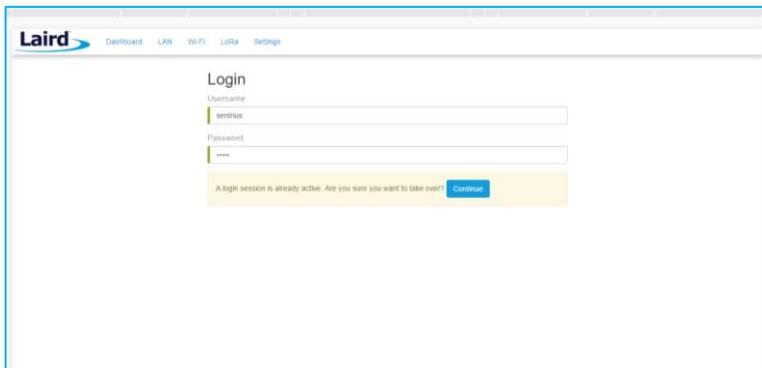 Laird
Dashboard LAN Wi-Fi LoRa Settings
Login
Username
sentrius
Password
•••••
A login session is already active. Are you sure you want to take over? Continue